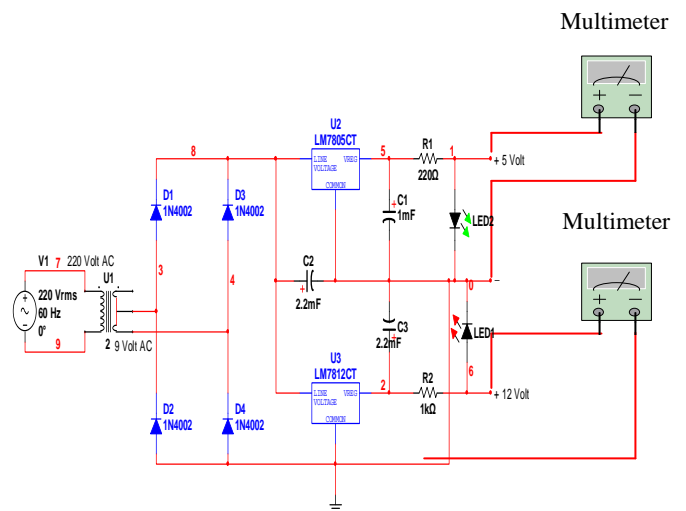 Multimeter
+ −
U2
LM7805CT
LINE VREG
VOLTAGE
COMMON
8
5
R1
220Ω
1
+ 5 Volt
D1
1N4002
D3
1N4002
C1
1mF
LED2
Multimeter
+ −
V1
7
220 Volt AC
U1
3
4
220 Vrms
60 Hz
0°
9
2
9 Volt AC
C2
2.2mF
0
−
C3
2.2mF
LED1
U3
LM7812CT
LINE VREG
VOLTAGE
COMMON
2
R2
1kΩ
6
+ 12 Volt
D2
1N4002
D4
1N4002